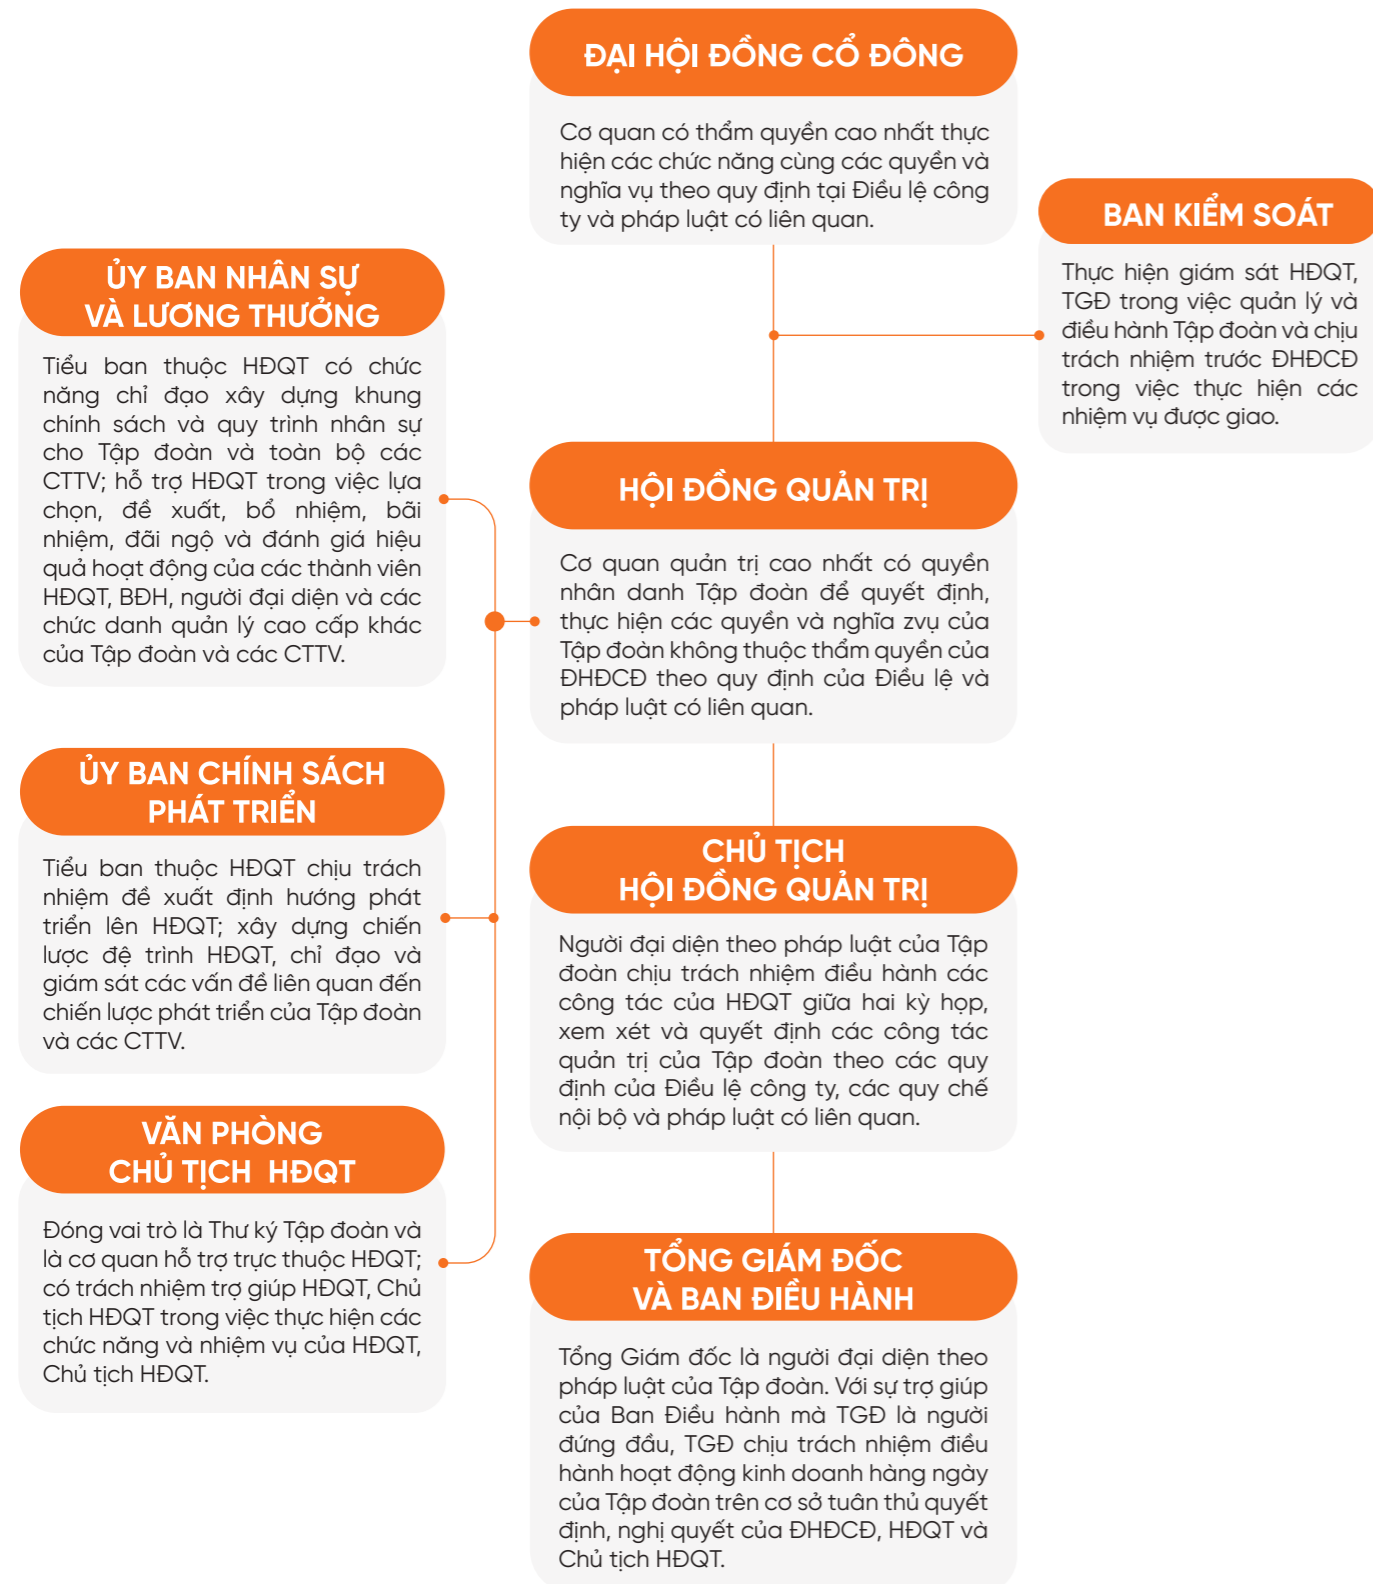 ĐẠI HỘI ĐỒNG CỔ ĐÔNG
Cơ quan có thẩm quyền cao nhất thực
hiện các chức năng cùng các quyền và
nghĩa vụ theo quy định tại Điều lệ công
ty và pháp luật có liên quan.
BAN KIỂM SOÁT
Thực hiện giám sát HĐQT,
TGĐ trong việc quản lý và
điều hành Tập đoàn và chịu
trách nhiệm trước ĐHĐCĐ
trong việc thực hiện các
nhiệm vụ được giao.
ỦY BAN NHÂN SỰ
VÀ LƯƠNG THƯỞNG
Tiểu ban thuộc HĐQT có chức
năng chỉ đạo xây dựng khung
chính sách và quy trình nhân sự
cho Tập đoàn và toàn bộ các
CTTV; hỗ trợ HĐQT trong việc lựa
chọn, đề xuất, bổ nhiệm, bãi
nhiệm, đãi ngộ và đánh giá hiệu
quả hoạt động của các thành viên
HĐQT, BĐH, người đại diện và các
chức danh quản lý cao cấp khác
của Tập đoàn và các CTTV.
HỘI ĐỒNG QUẢN TRỊ
Cơ quan quản trị cao nhất có quyền
nhân danh Tập đoàn để quyết định,
thực hiện các quyền và nghĩa zvụ của
Tập đoàn không thuộc thẩm quyền của
ĐHĐCĐ theo quy định của Điều lệ và
pháp luật có liên quan.
ỦY BAN CHÍNH SÁCH
PHÁT TRIỂN
Tiểu ban thuộc HĐQT chịu trách
nhiệm đề xuất định hướng phát
triển lên HĐQT; xây dựng chiến
lược đệ trình HĐQT, chỉ đạo và
giám sát các vấn đề liên quan đến
chiến lược phát triển của Tập đoàn
và các CTTV.
CHỦ TỊCH
HỘI ĐỒNG QUẢN TRỊ
Người đại diện theo pháp luật của Tập
đoàn chịu trách nhiệm điều hành các
công tác của HĐQT giữa hai kỳ họp,
xem xét và quyết định các công tác
quản trị của Tập đoàn theo các quy
định của Điều lệ công ty, các quy chế
nội bộ và pháp luật có liên quan.
VĂN PHÒNG
CHỦ TỊCH HĐQT
Đóng vai trò là Thư ký Tập đoàn và
là cơ quan hỗ trợ trực thuộc HĐQT;
có trách nhiệm trợ giúp HĐQT, Chủ
tịch HĐQT trong việc thực hiện các
chức năng và nhiệm vụ của HĐQT,
Chủ tịch HĐQT.
TỔNG GIÁM ĐỐC
VÀ BAN ĐIỀU HÀNH
Tổng Giám đốc là người đại diện theo
pháp luật của Tập đoàn. Với sự trợ giúp
của Ban Điều hành mà TGĐ là người
đứng đầu, TGĐ chịu trách nhiệm điều
hành hoạt động kinh doanh hàng ngày
của Tập đoàn trên cơ sở tuân thủ quyết
định, nghị quyết của ĐHĐCĐ, HĐQT và
Chủ tịch HĐQT.